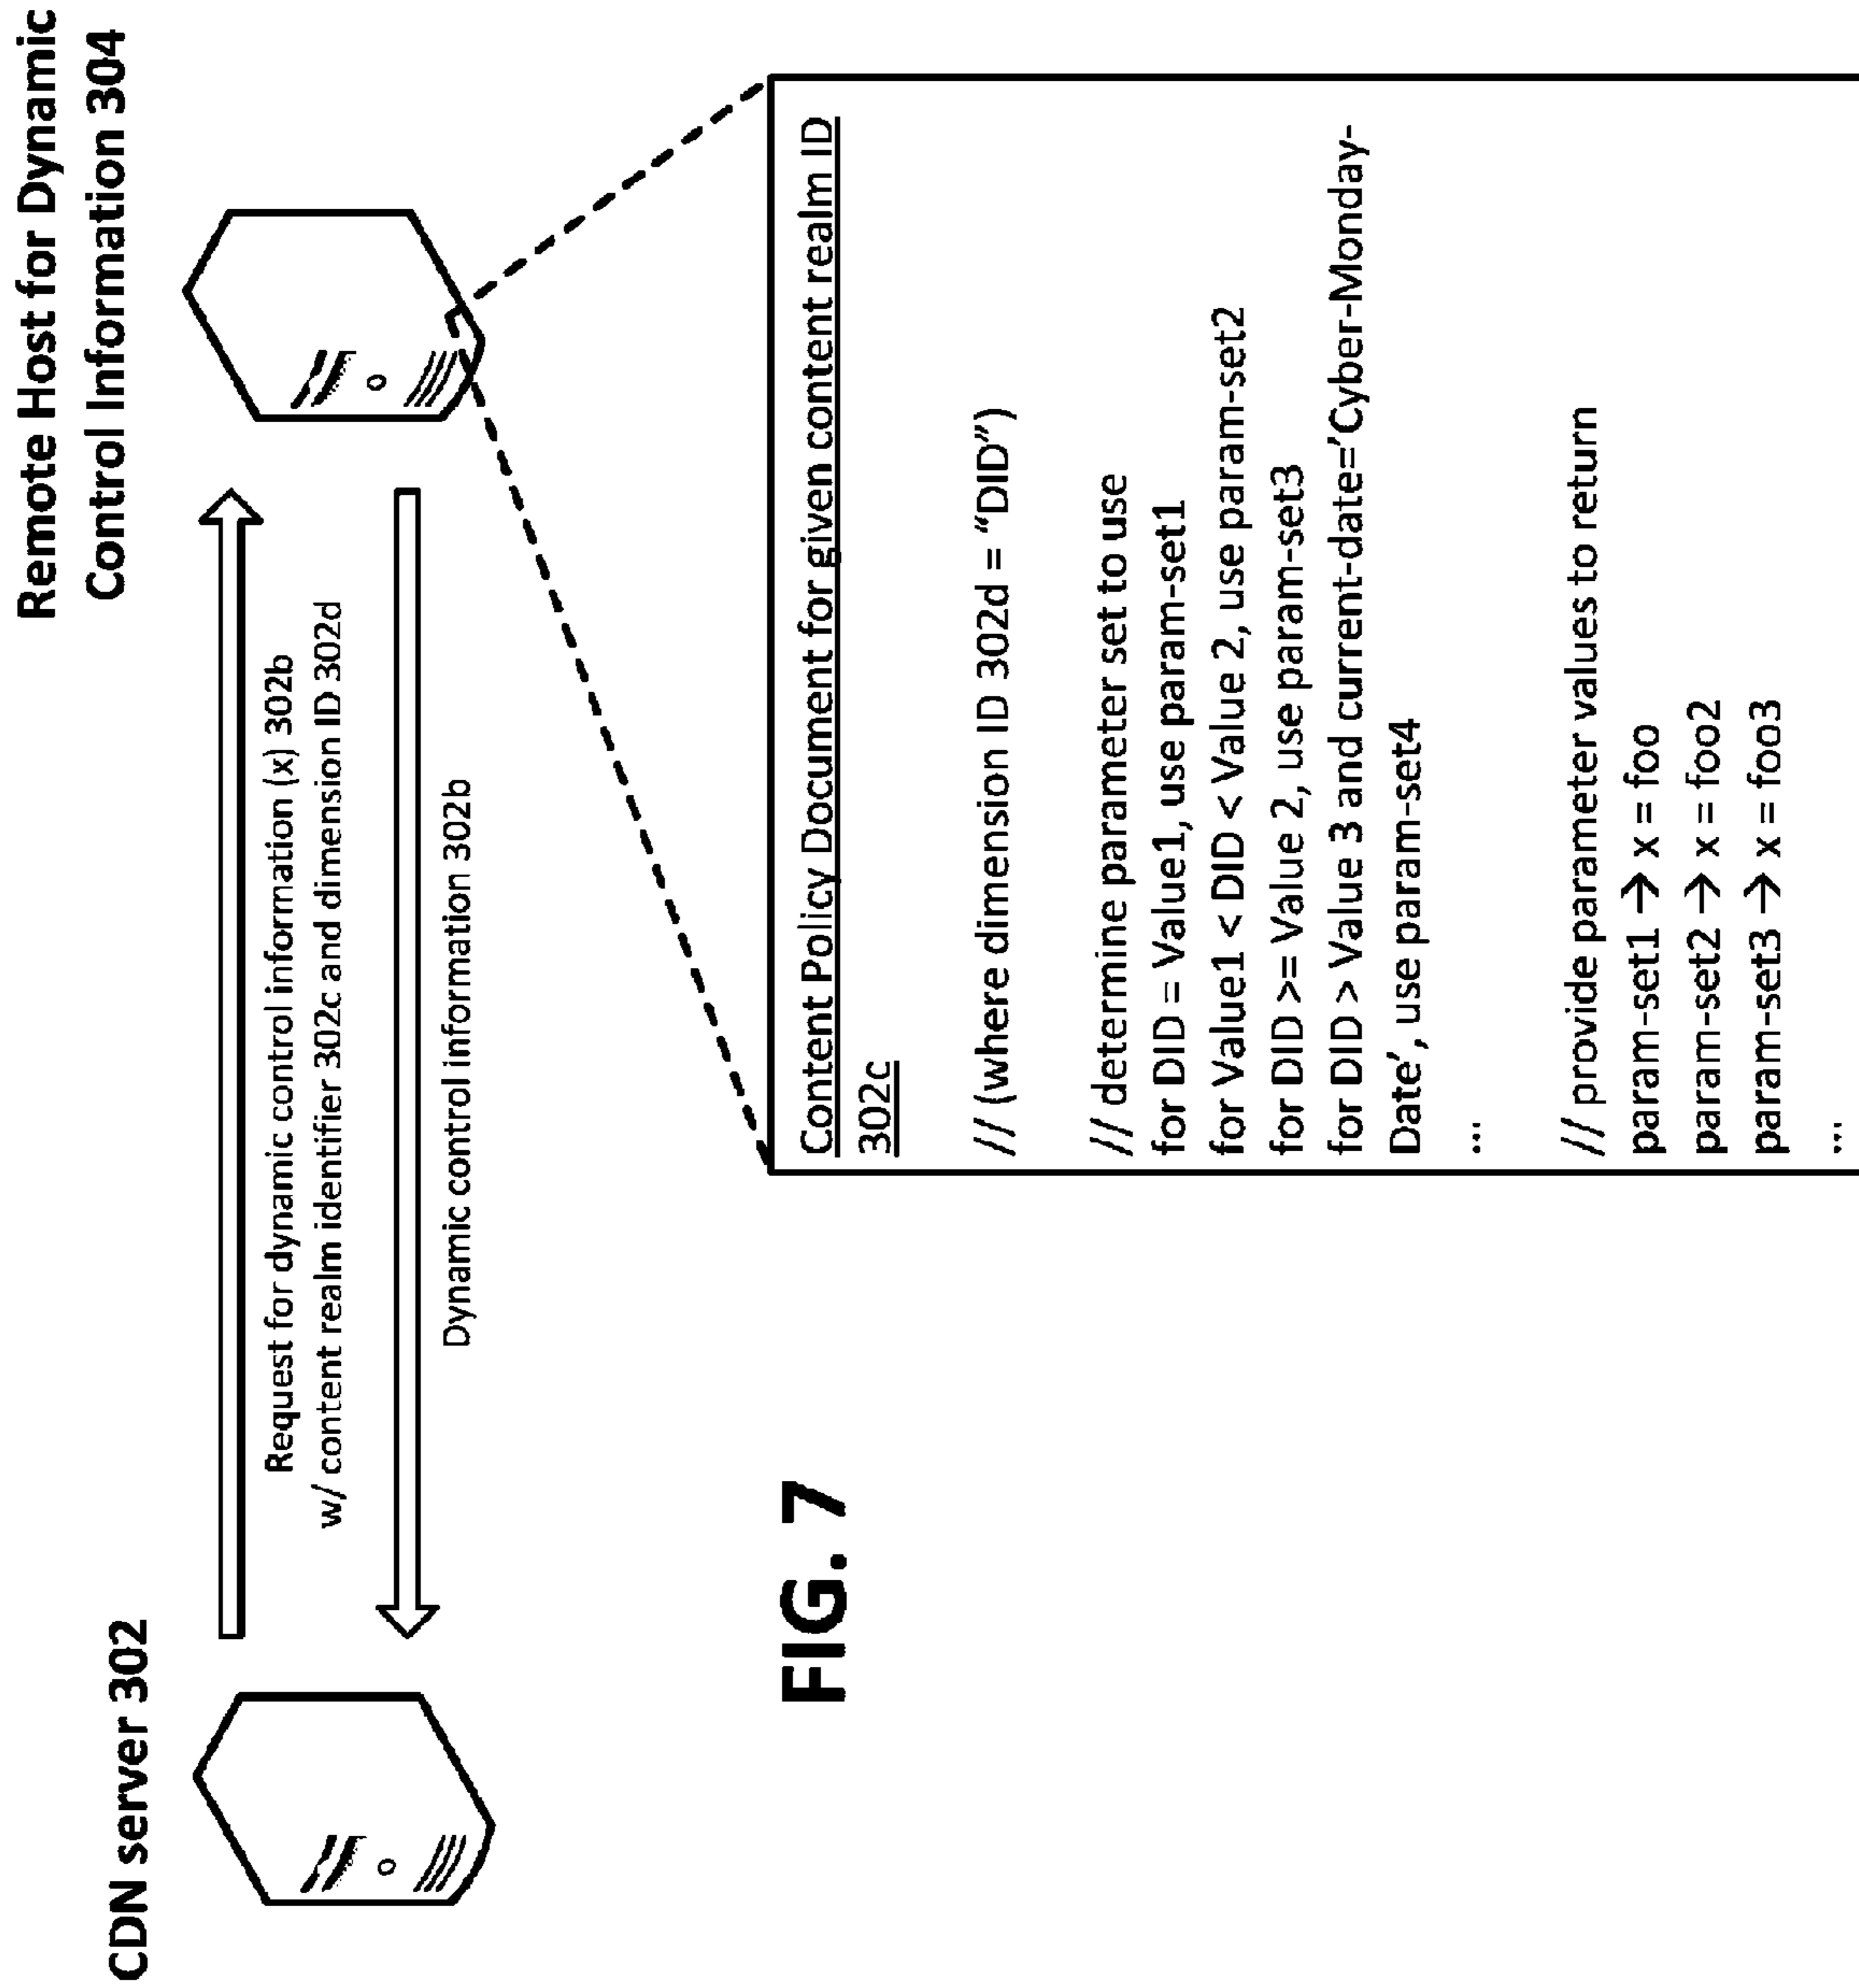 CDN server 302
Remote Host for Dynamic
Control Information 304
Request for dynamic control information (x) 302b
w/ content realm identifier 302c and dimension ID 302d
Dynamic control information 302b
FIG. 7
Content Policy Document for given content realm ID
302c
/// (where dimension ID 302d = “DID”)
/// determine parameter set to use
for DID = Value1, use param-set1
for Value1 < DID < Value 2, use param-set2
for DID >= Value 2, use param-set3
for DID > Value 3 and current-date=’Cyber-Monday-
Date’, use param-set4
...
/// provide parameter values to return
param-set1 → x = foo
param-set2 → x = foo2
param-set3 → x = foo3
...